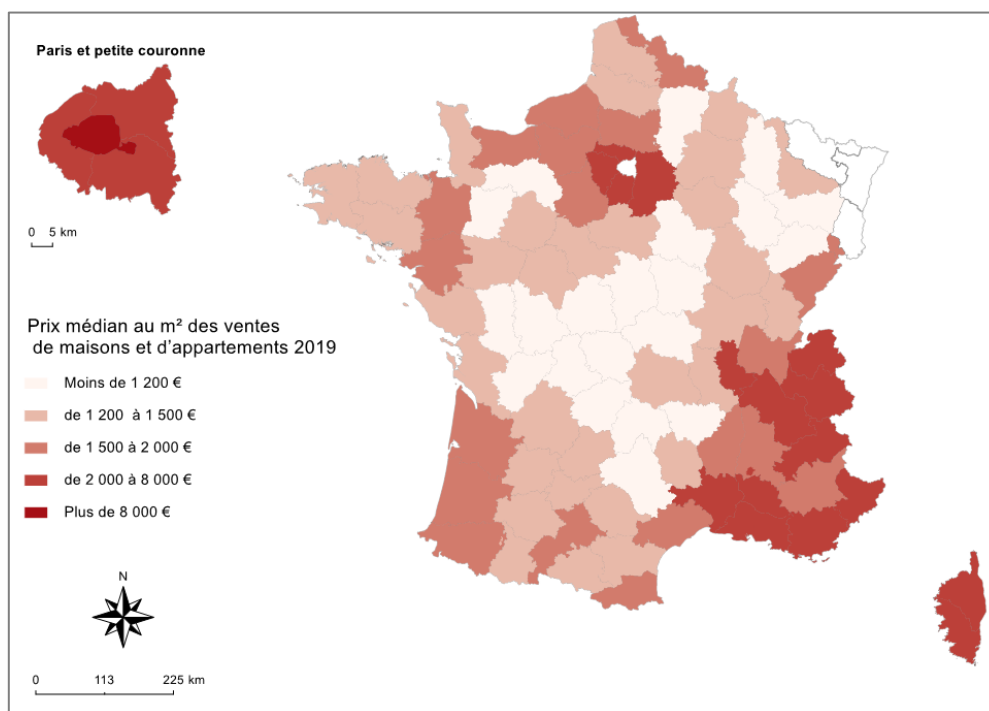 Paris et petite couronne
0 5 km
Prix médian au m² des ventes
de maisons et d'appartements 2019
Moins de 1 200 €
de 1 200 à 1 500 €
de 1 500 à 2 000 €
de 2 000 à 8 000 €
Plus de 8 000 €
N
0 113 225 km